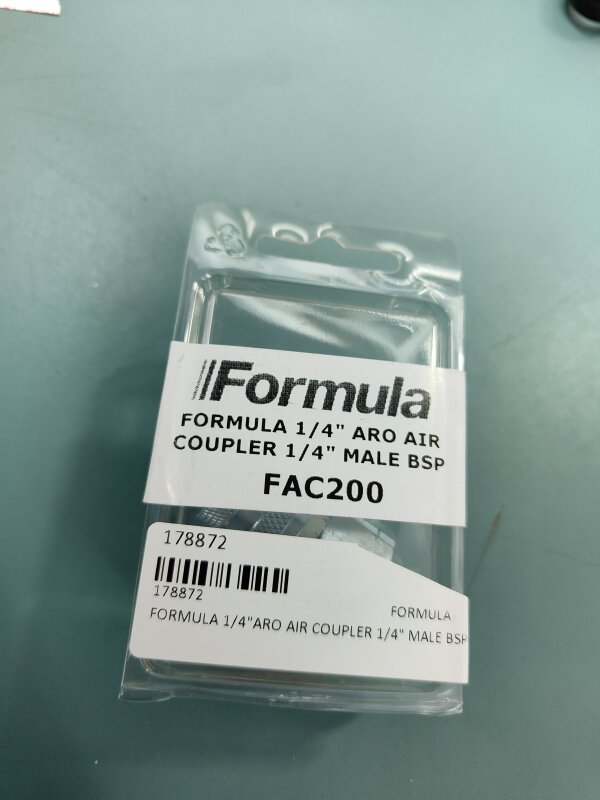 Formula
FORMULA 1/4" ARO AIR
COUPLER 1/4" MALE BSP
FAC200
178872
178872
FORMULA
FORMULA 1/4"ARO AIR COUPLER 1/4" MALE BSP